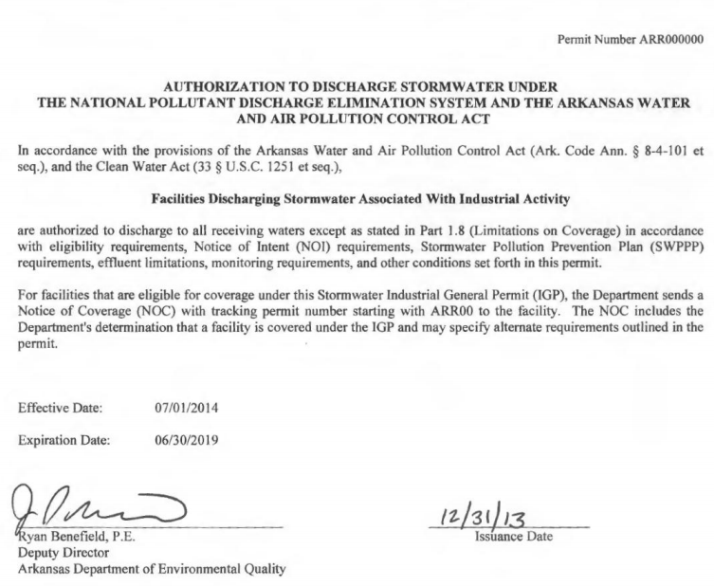 Permit Number ARR000000
AUTHORIZATION TO DISCHARGE STORMWATER UNDER
THE NATIONAL POLLUTANT DISCHARGE ELIMINATION SYSTEM AND THE ARKANSAS WATER
AND AIR POLLUTION CONTROL ACT
In accordance with the provisions of the Arkansas Water and Air Pollution Control Act (Ark. Code Ann. § 8-4-101 et
seq.), and the Clean Water Act (33 § U.S.C. 1251 et seq.),
Facilities Discharging Stormwater Associated With Industrial Activity
are authorized to discharge to all receiving waters except as stated in Part 1.8 (Limitations on Coverage) in accordance
with eligibility requirements, Notice of Intent (NOI) requirements, Stormwater Pollution Prevention Plan (SWPPP)
requirements, effluent limitations, monitoring requirements, and other conditions set forth in this permit.
For facilities that are eligible for coverage under this Stormwater Industrial General Permit (IGP), the Department sends a
Notice of Coverage (NOC) with tracking permit number starting with ARR00 to the facility. The NOC includes the
Department's determination that a facility is covered under the IGP and may specify alternate requirements outlined in the
permit.
Effective Date: 07/01/2014
Expiration Date: 06/30/2019
12/31/13
Ryan Benefield, P.E. Issuance Date
Deputy Director
Arkansas Department of Environmental Quality